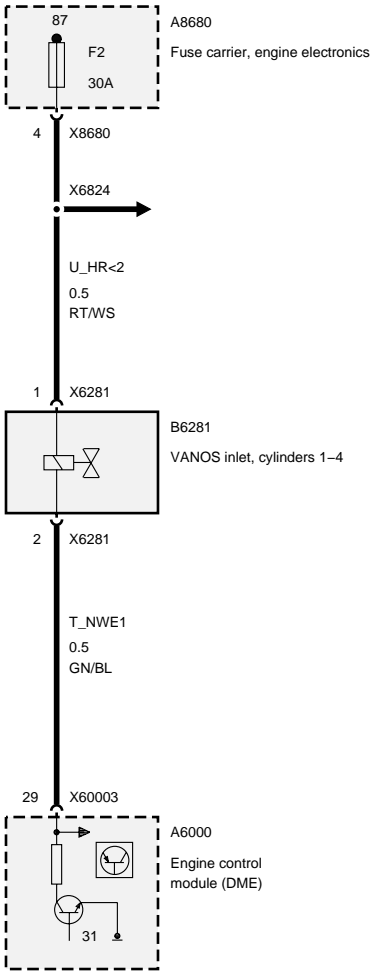 87
A8680
F2
Fuse carrier, engine electronics
30A
4 X8680
X6824
U_HR<2
0.5
RT/WS
1 X6281
B6281
VANOS inlet, cylinders 1–4
2 X6281
T_NWE1
0.5
GN/BL
29 X60003
A6000
Engine control
module (DME)
31